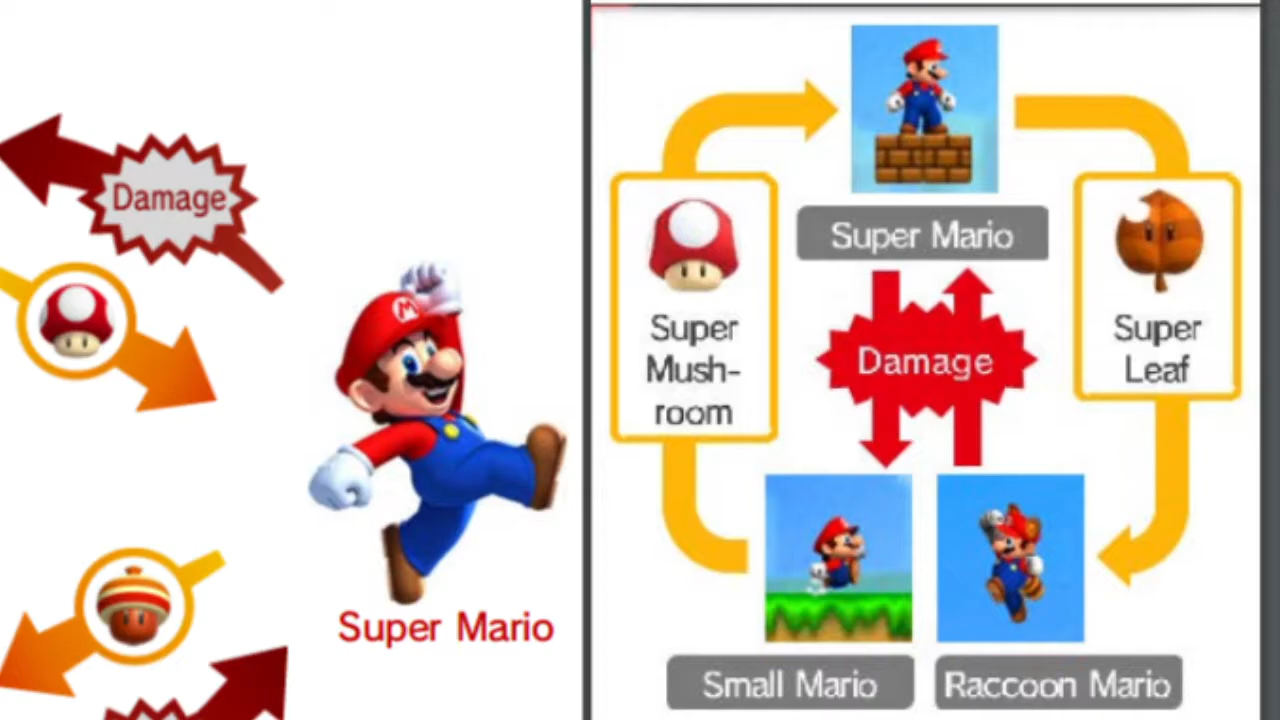 Damage
Super Mario
Super Mario
Super
Mush-
room
Damage
Super
Leaf
Small Mario
Raccoon Mario